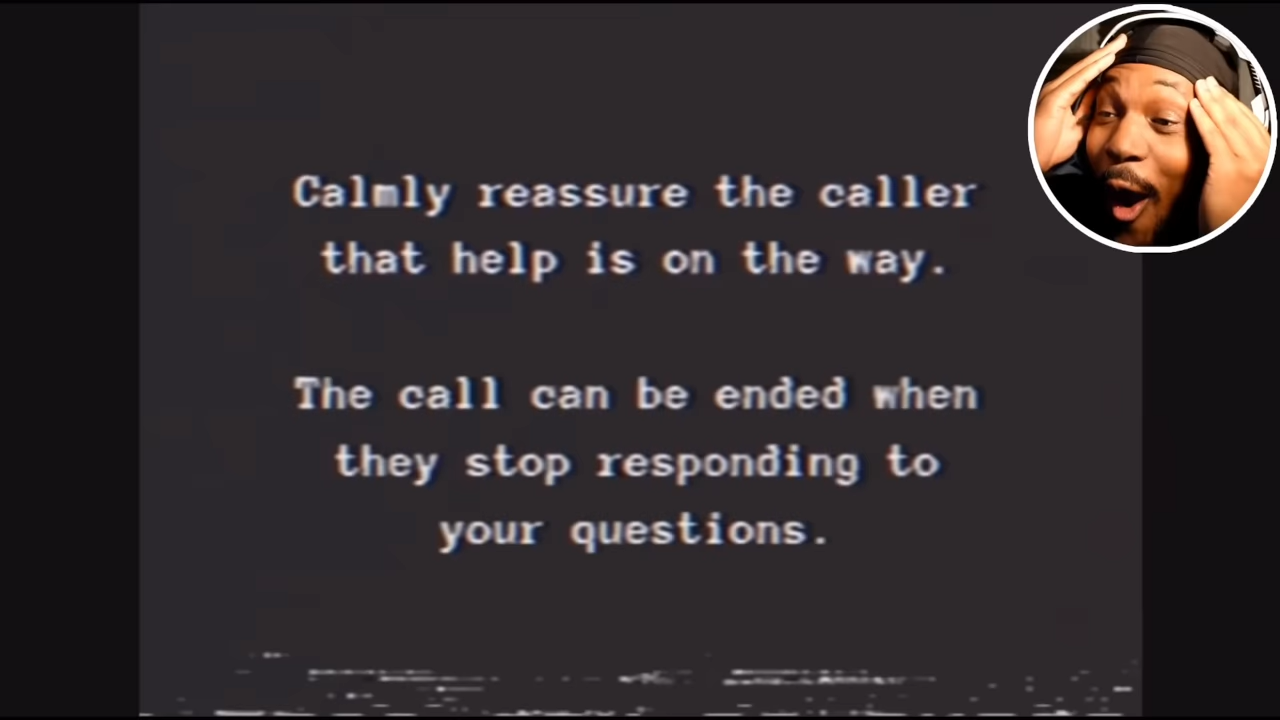 Calmly reassure the caller
that help is on the way.
The call can be ended when
they stop responding to
your questions.